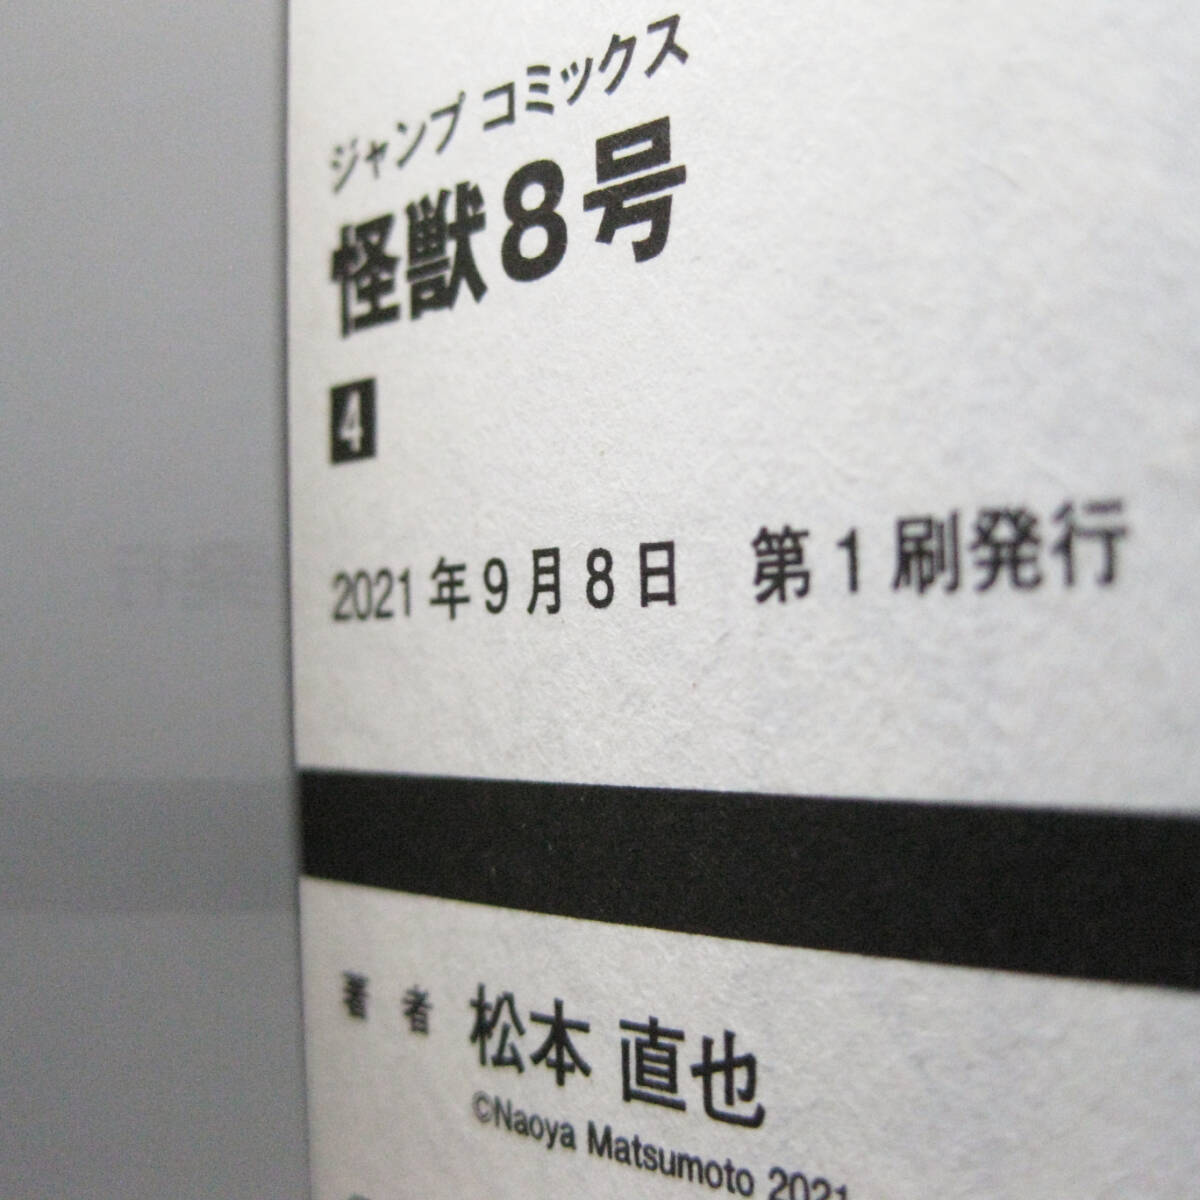 ジャンプ コミックス
怪獣8号
4
2021年9月8日 第1刷発行
著者 松本 直也
©Naoya Matsumoto 2021